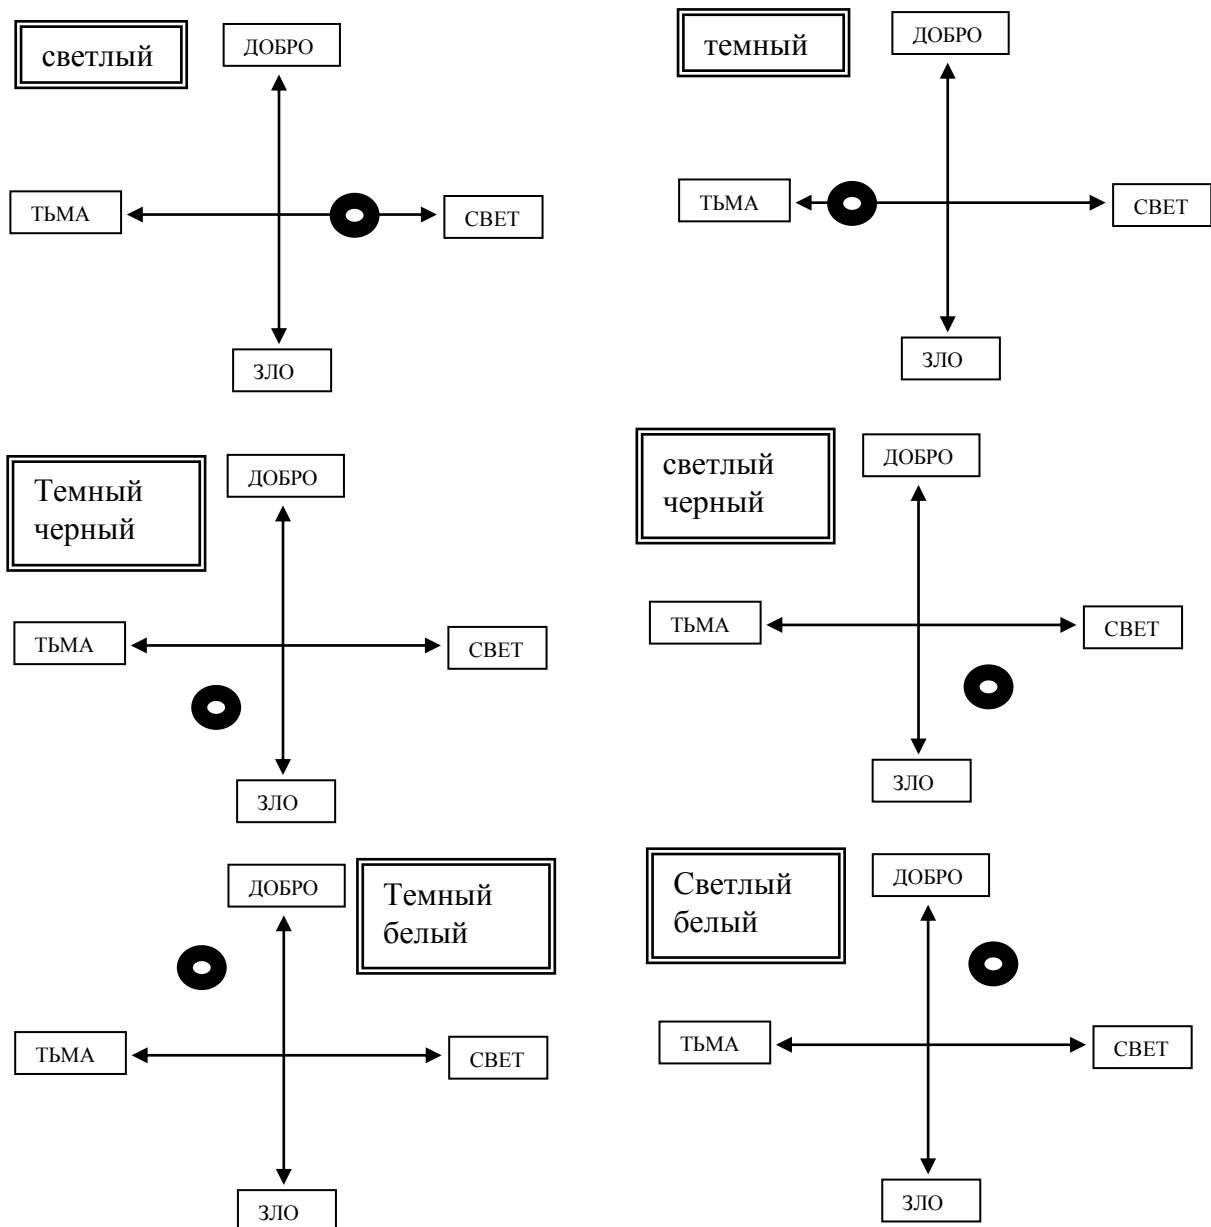 светлый
ДОБРО
ТЬМА
СВЕТ
ЗЛО
темный
ДОБРО
ТЬМА
СВЕТ
ЗЛО
Темный
черный
ДОБРО
ТЬМА
СВЕТ
ЗЛО
светлый
черный
ДОБРО
ТЬМА
СВЕТ
ЗЛО
ДОБРО
Темный
белый
ТЬМА
СВЕТ
ЗЛО
Светлый
белый
ДОБРО
ТЬМА
СВЕТ
ЗЛО